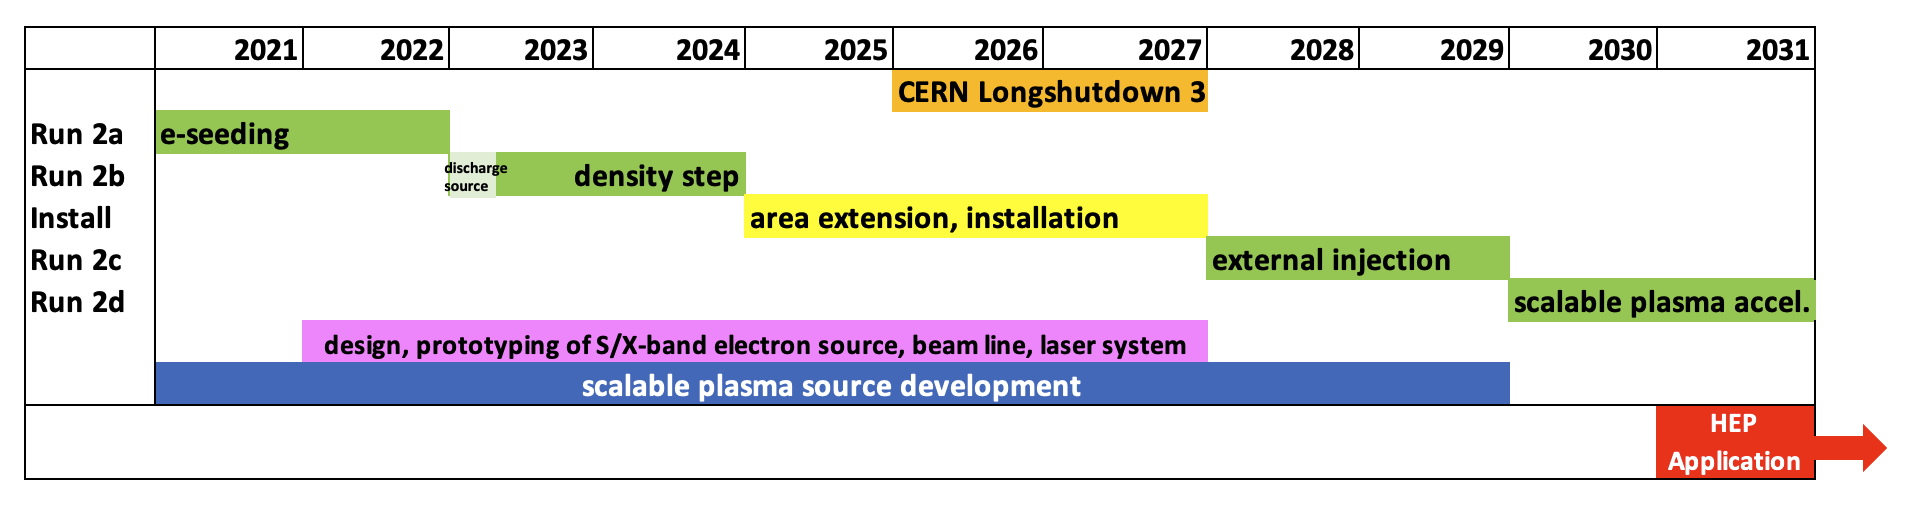 2021 2022 2023 2024 2025 2026 2027 2028 2029 2030 2031
CERN Longshutdown 3
Run 2a e-seeding
Run 2b discharge source density step
Install area extension, installation
Run 2c external injection
Run 2d scalable plasma accel.
design, prototyping of S/X-band electron source, beam line, laser system
scalable plasma source development
HEP
Application